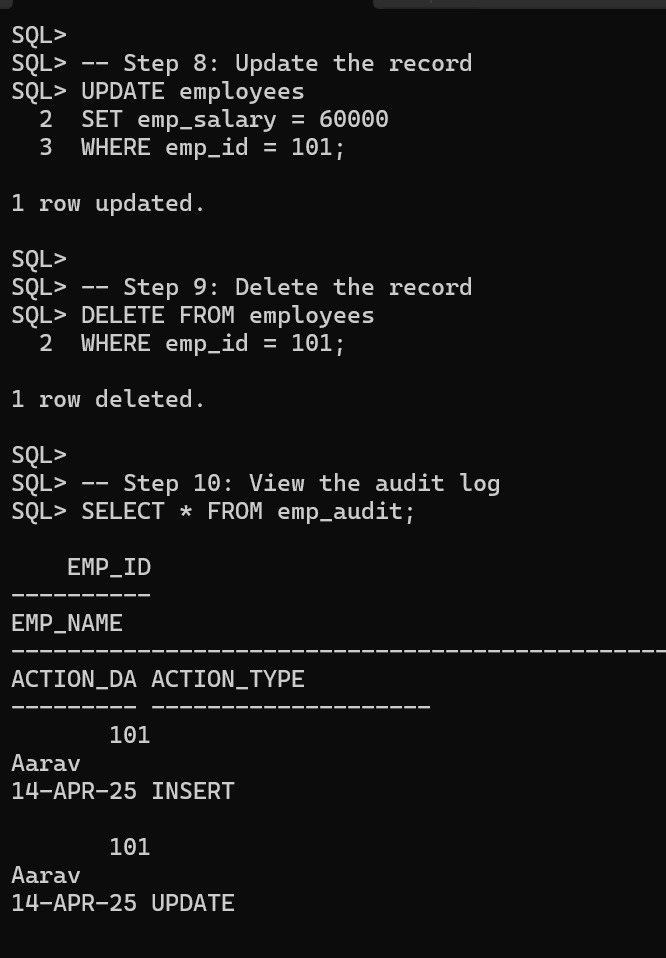 SQL>
SQL> -- Step 8: Update the record
SQL> UPDATE employees
  2  SET emp_salary = 60000
  3  WHERE emp_id = 101;

1 row updated.

SQL>
SQL> -- Step 9: Delete the record
SQL> DELETE FROM employees
  2  WHERE emp_id = 101;

1 row deleted.

SQL>
SQL> -- Step 10: View the audit log
SQL> SELECT * FROM emp_audit;

    EMP_ID
----------
EMP_NAME
-----------------------------------------------
ACTION_DA ACTION_TYPE
--------- --------------------
       101
Aarav
14-APR-25 INSERT

       101
Aarav
14-APR-25 UPDATE